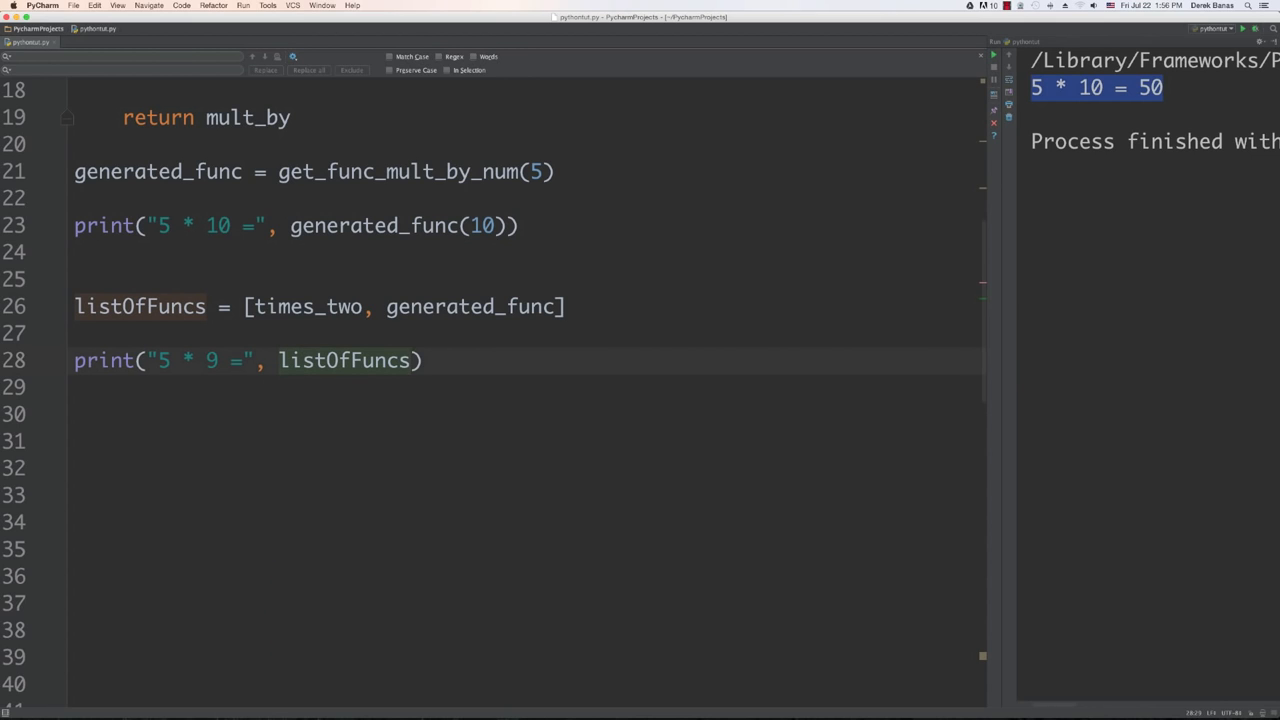 PyCharm File Edit View Navigate Code Refactor Run Tools VCS Window Help 10 Fri Jul 22 1:56 PM Derek Banas
pythontut.py - PycharmProjects - [~/PycharmProjects]
PycharmProjects pythontut.py pythontut
pythontut.py Run pythontut
Match Case Regex Words
Replace Replace all Exclude Preserve Case In Selection
/Library/Frameworks/P
5 * 10 = 50
Process finished with
18
19 return mult_by
20
21 generated_func = get_func_mult_by_num(5)
22
23 print("5 * 10 =", generated_func(10))
24
25
26 listOfFuncs = [times_two, generated_func]
27
28 print("5 * 9 =", listOfFuncs)
29
30
31
32
33
34
35
36
37
38
39
40
28:29 LF÷ UTF-8÷